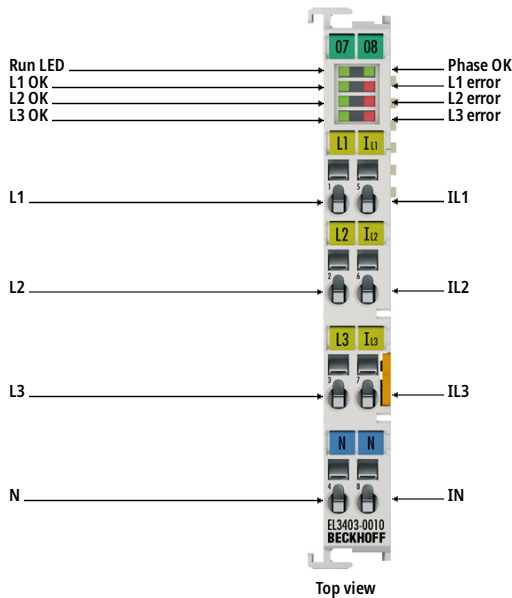 07 08
Run LED
Phase OK
L1 OK
L1 error
L2 OK
L2 error
L3 OK
L3 error
L1 IL1
1 5
L1
IL1
L2 IL2
2 6
L2
IL2
L3 IL3
3 7
L3
IL3
N N
4 8
N
IN
EL3403-0010
BECKHOFF
Top view